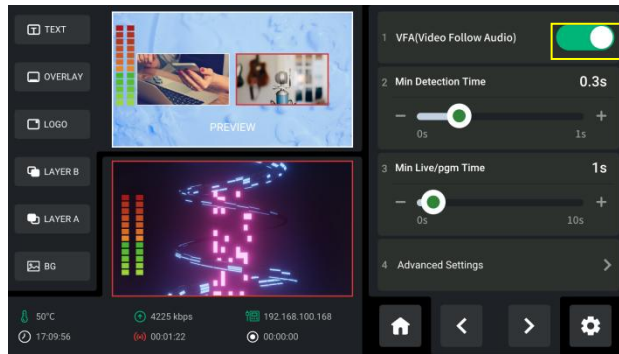 TEXT
OVERLAY
LOGO
LAYER B
LAYER A
BG
PREVIEW
50°C
4225 kbps
192.168.100.168
17:09:56
00:01:22
00:00:00
1 VFA(Video Follow Audio)
2 Min Detection Time 0.3s
0s 1s
3 Min Live/pgm Time 1s
0s 10s
4 Advanced Settings